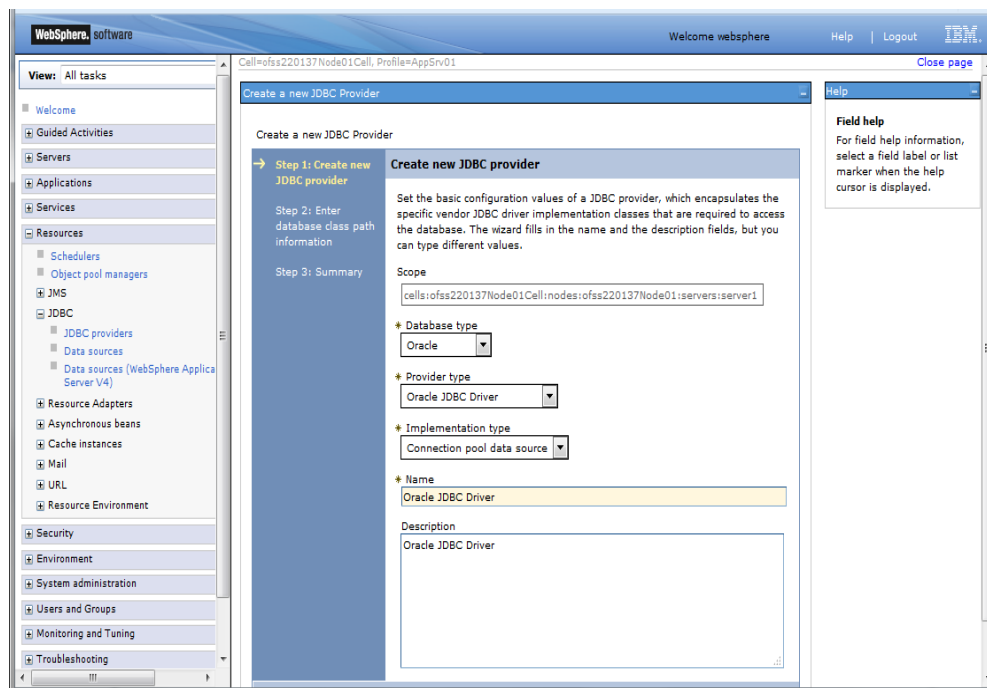 WebSphere. software
Welcome websphere
Help | Logout
IBM.
View: All tasks
Welcome
Guided Activities
Servers
Applications
Services
Resources
Schedulers
Object pool managers
JMS
JDBC
JDBC providers
Data sources
Data sources (WebSphere Applica
Server V4)
Resource Adapters
Asynchronous beans
Cache instances
Mail
URL
Resource Environment
Security
Environment
System administration
Users and Groups
Monitoring and Tuning
Troubleshooting
Cell=ofss220137Node01Cell, Profile=AppSrv01
Close page
Create a new JDBC Provider
Create a new JDBC Provider
Step 1: Create new
JDBC provider
Step 2: Enter
database class path
information
Step 3: Summary
Create new JDBC provider
Set the basic configuration values of a JDBC provider, which encapsulates the
specific vendor JDBC driver implementation classes that are required to access
the database. The wizard fills in the name and the description fields, but you
can type different values.
Scope
cells:ofss220137Node01Cell:nodes:ofss220137Node01:servers:server1
* Database type
Oracle
* Provider type
Oracle JDBC Driver
* Implementation type
Connection pool data source
* Name
Oracle JDBC Driver
Description
Oracle JDBC Driver
Help
Field help
For field help information,
select a field label or list
marker when the help
cursor is displayed.